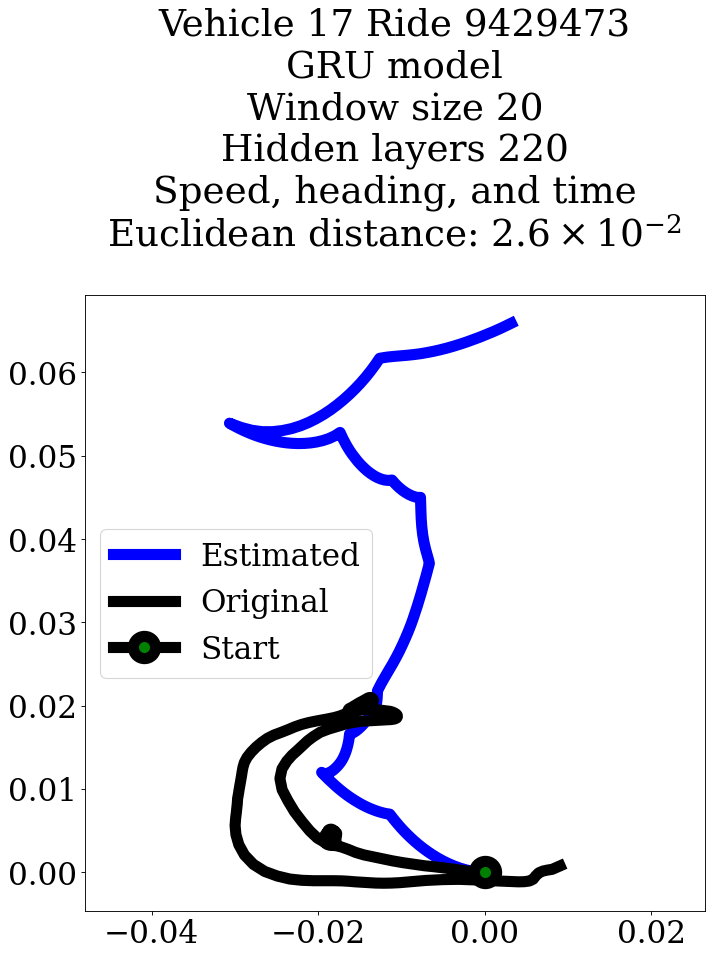 Vehicle 17 Ride 9429473
GRU model
Window size 20
Hidden layers 220
Speed, heading, and time
Euclidean distance: 2.6 × 10⁻²
0.06
0.05
0.04
0.03
0.02
0.01
0.00
Estimated
Original
Start
−0.04 −0.02 0.00 0.02